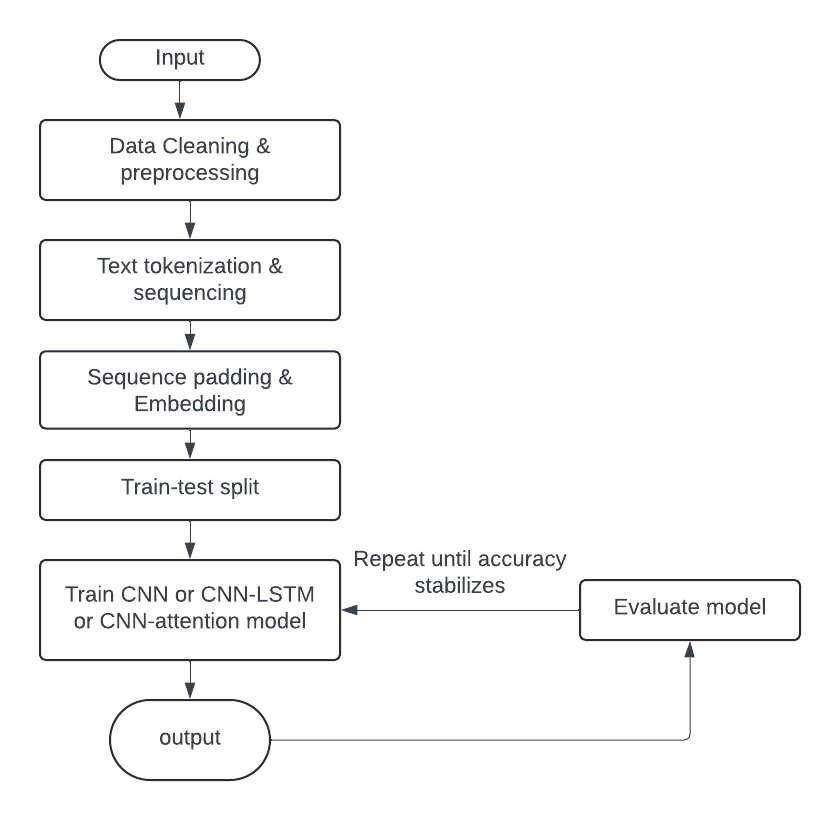 Input
Data Cleaning &
preprocessing
Text tokenization &
sequencing
Sequence padding &
Embedding
Train-test split
Train CNN or CNN-LSTM
or CNN-attention model
Repeat until accuracy
stabilizes
Evaluate model
output